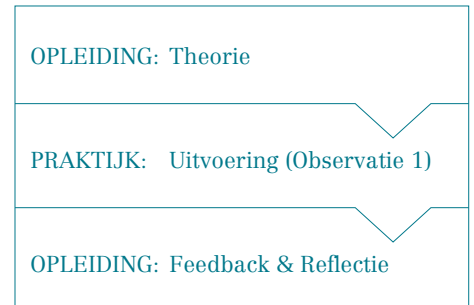 OPLEIDING: Theorie
PRAKTIJK: Uitvoering (Observatie 1)
OPLEIDING: Feedback & Reflectie